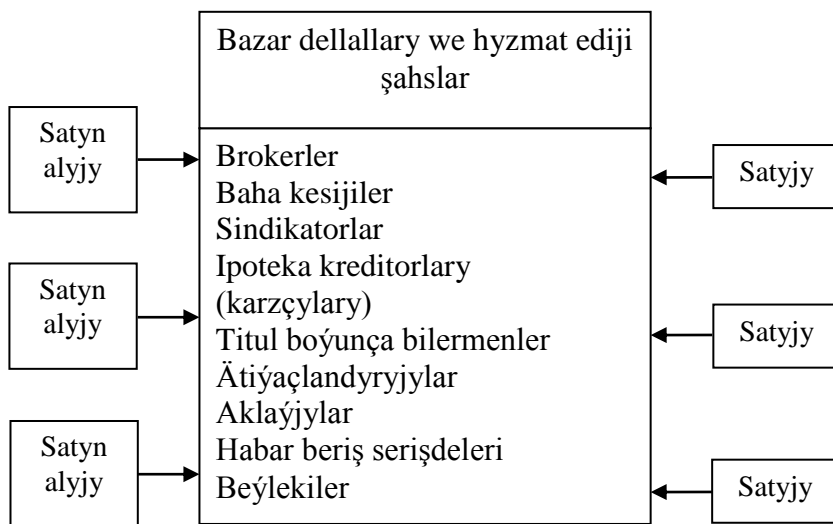 Bazar dellallary we hyzmat ediji
şahslar
Satyn
alyjy
Satyn
alyjy
Satyn
alyjy
Brokerler
Baha kesijiler
Sindikatorlar
Ipoteka kreditorlary
(karzçylary)
Titul boýunça bilermenler
Ätiýaçlandyryjylar
Aklaýjylar
Habar beriş serişdeleri
Beýlekiler
Satyjy
Satyjy
Satyjy